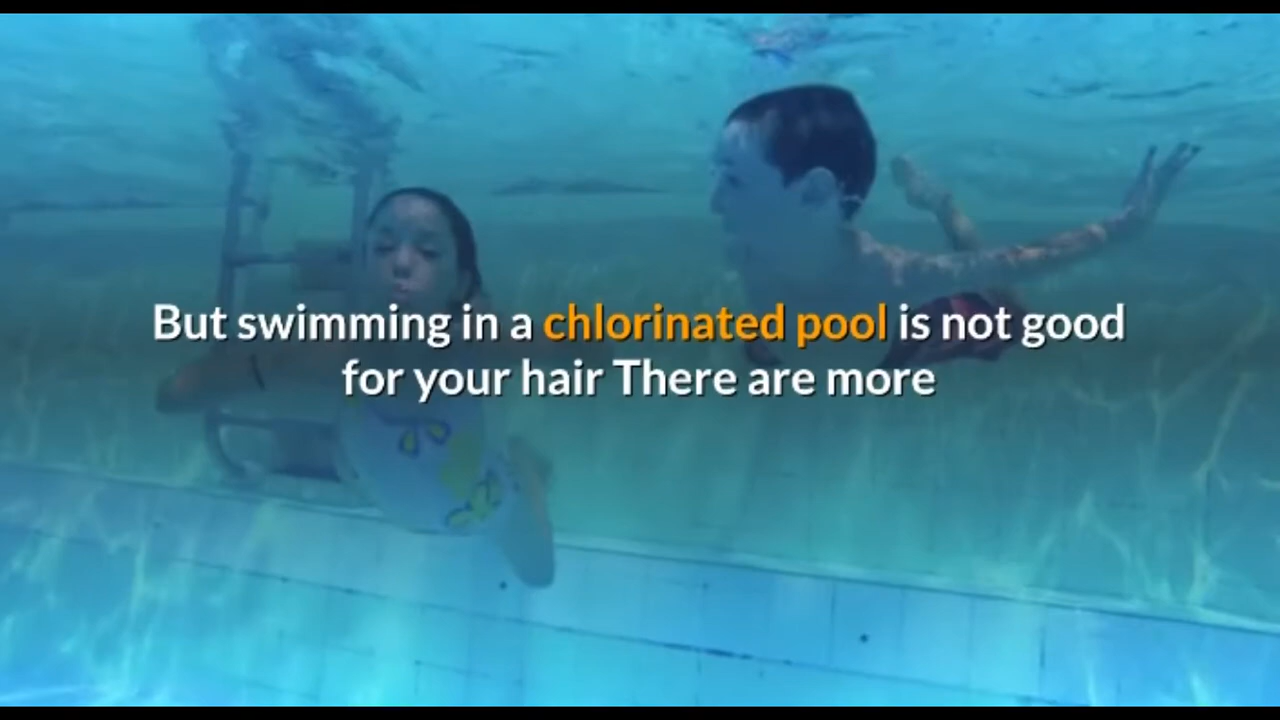 But swimming in a chlorinated pool is not good
for your hair There are more